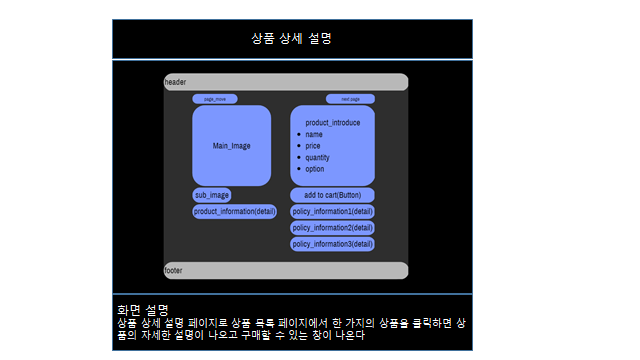 상품 상세 설명
header
page_move
next page
Main_Image
product_introduce
name
price
quantity
option
sub_image
add to cart(Button)
product_information(detail)
policy_information1(detail)
policy_information2(detail)
policy_information3(detail)
footer
화면 설명
상품 상세 설명 페이지로 상품 목록 페이지에서 한 가지의 상품을 클릭하면 상
품의 자세한 설명이 나오고 구매할 수 있는 창이 나온다